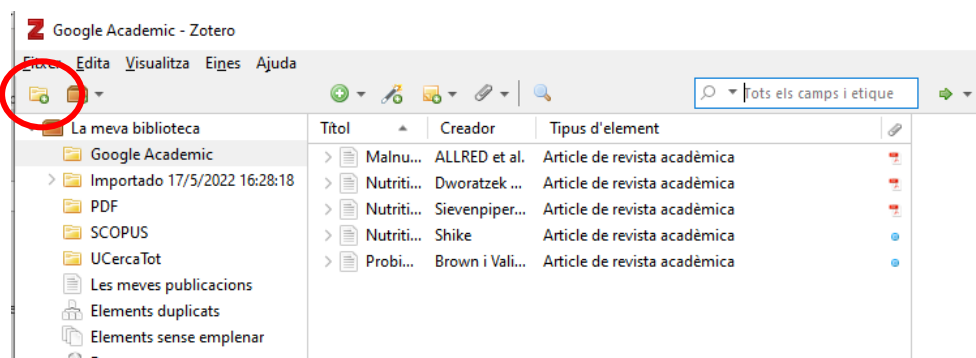 Google Academic - Zotero
Fitxer Edita Visualitza Eines Ajuda
Tots els camps i etique
La meva biblioteca
Google Academic
Importado 17/5/2022 16:28:18
PDF
SCOPUS
UCercaTot
Les meves publicacions
Elements duplicats
Elements sense emplenar
Títol Creador Tipus d'element
Malnu... ALLRED et al. Article de revista acadèmica
Nutriti... Dworatzek ... Article de revista acadèmica
Nutriti... Sievenpiper... Article de revista acadèmica
Nutriti... Shike Article de revista acadèmica
Probi... Brown i Vali... Article de revista acadèmica